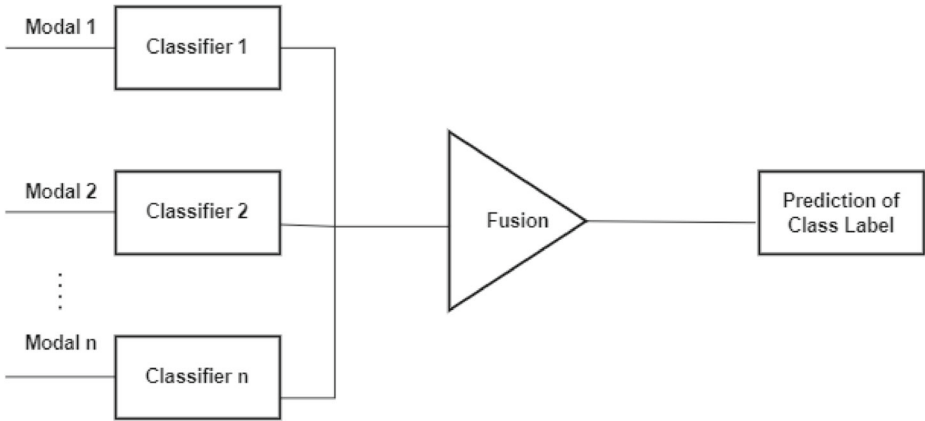 Modal 1
Classifier 1
Modal 2
Classifier 2
Fusion
Prediction of
Class Label
Modal n
Classifier n